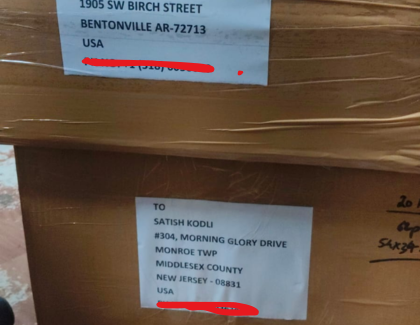 1905 SW BIRCH STREET
BENTONVILLE AR-72713
USA
TO
SATISH KODLI
#304, MORNING GLORY DRIVE
MONROE TWP
MIDDLESEX COUNTY
NEW JERSEY - 08831
USA